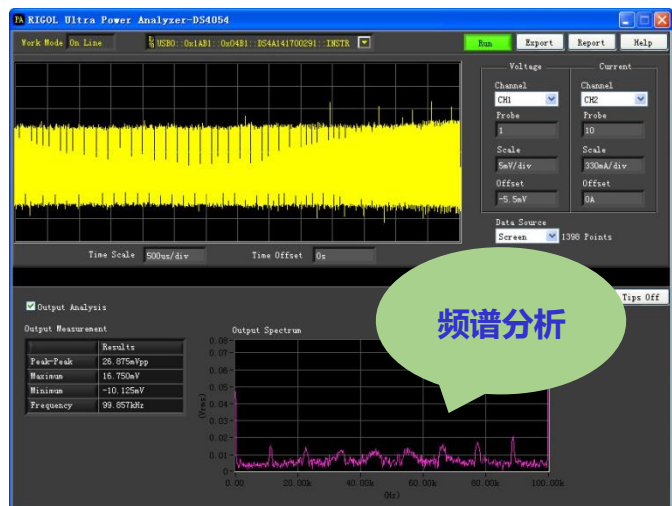 RIGOL Ultra Power Analyzer-DS4054
Work Mode On Line USB0::0x1AB1::0x04B1::DS4A141700291::INSTR Run Export Report Help
Voltage Current
Channel Channel
CH1 CH2
Probe Probe
1 10
Scale Scale
5mV/div 330mA/div
Offset Offset
-5.5mV 0A
Data Source
Screen 1398 Points
Time Scale 500us/div Time Offset 0s
Tips Off
频谱分析
Output Analysis
Output Measurement
Results
Peak-Peak 26.875mVpp
Maximum 16.750mV
Minimum -10.125mV
Frequency 99.857kHz
Output Spectrum
0.08
0.07
0.06
0.05
0.04
0.03
0.02
0.01
0
(Vrms)
0.00 20.00k 40.00k 60.00k 80.00k 100.00k
(Hz)